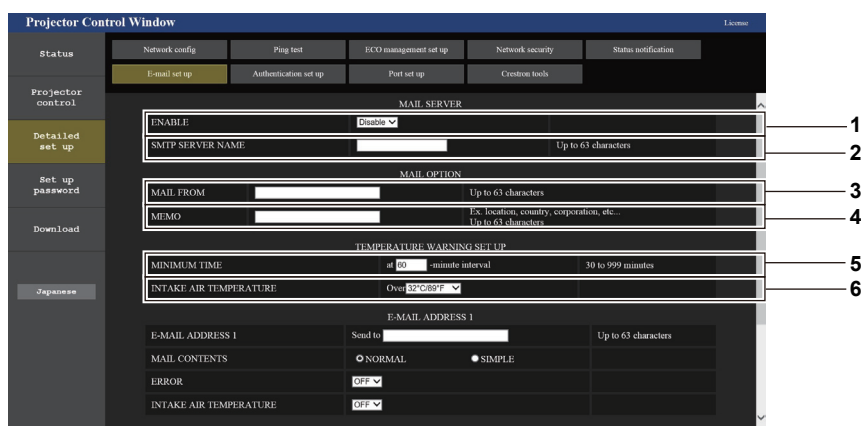 Projector Control Window License
Status
Network config Ping test ECO management set up Network security Status notification
E-mail set up Authentication set up Port set up Crestron tools
Projector
control
Detailed
set up
Set up
password
Download
Japanese
MAIL SERVER
ENABLE Disable 1
SMTP SERVER NAME Up to 63 characters 2
MAIL OPTION
MAIL FROM Up to 63 characters 3
MEMO Ex. location, country, corporation, etc... 4
Up to 63 characters
TEMPERATURE WARNING SET UP
MINIMUM TIME at 60 -minute interval 30 to 999 minutes 5
INTAKE AIR TEMPERATURE Over 32°C/89°F 6
E-MAIL ADDRESS 1
E-MAIL ADDRESS 1 Send to Up to 63 characters
MAIL CONTENTS NORMAL SIMPLE
ERROR OFF
INTAKE AIR TEMPERATURE OFF